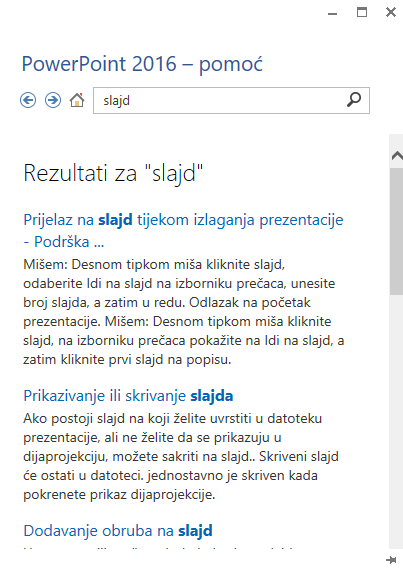 PowerPoint 2016 – pomoć
slajd
Rezultati za "slajd"
Prijelaz na slajd tijekom izlaganja prezentacije
- Podrška ...
Mišem: Desnom tipkom miša kliknite slajd,
odaberite Idi na slajd na izborniku prečaca, unesite
broj slajda, a zatim u redu. Odlazak na početak
prezentacije. Mišem: Desnom tipkom miša kliknite
slajd, na izborniku prečaca pokažite na Idi na slajd, a
zatim kliknite prvi slajd na popisu.
Prikazivanje ili skrivanje slajda
Ako postoji slajd na koji želite uvrstiti u datoteku
prezentacije, ali ne želite da se prikazuju u
dijaprojekciju, možete sakriti na slajd.. Skriveni slajd
će ostati u datoteci. jednostavno je skriven kada
pokrenete prikaz dijaprojekcije.
Dodavanje obruba na slajd